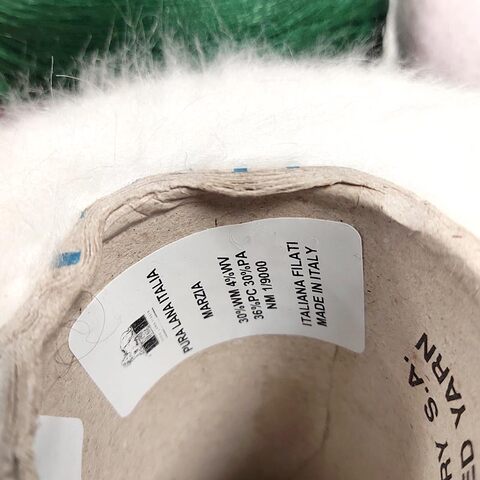 PURA LANA ITALIA
MARZIA
30%WM 4%WV
36%PC 30%PA
NM 1/9000
ITALIANA FILATI
MADE IN ITALY
RY S.A.
ED YARN